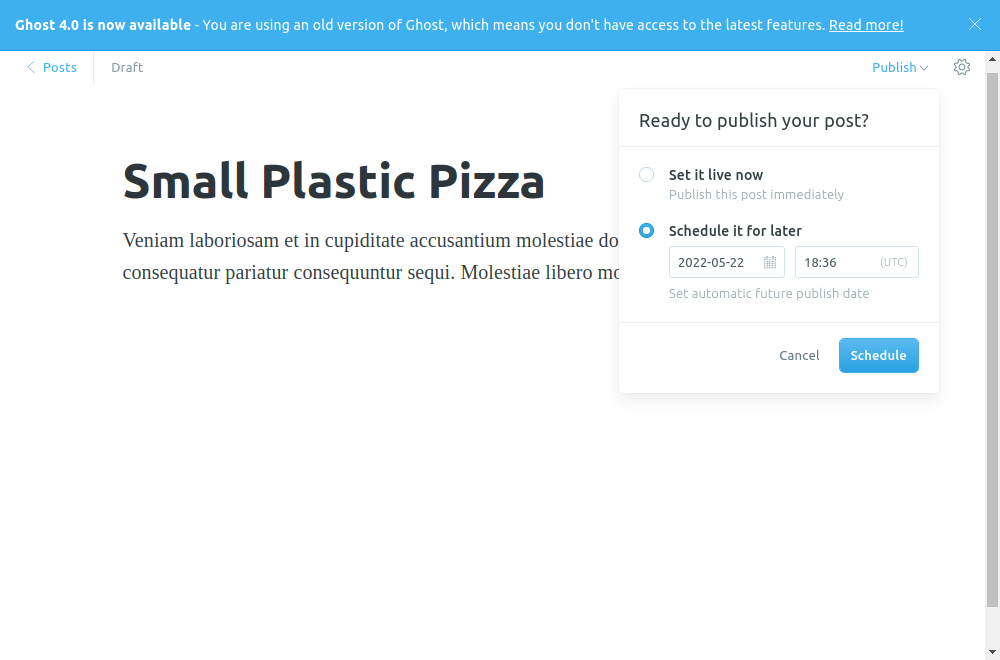 Ghost 4.0 is now available - You are using an old version of Ghost, which means you don't have access to the latest features. Read more!
Posts
Draft
Publish
Ready to publish your post?
Small Plastic Pizza
Set it live now
Publish this post immediately
Veniam laboriosam et in cupiditate accusantium molestiae
consequatur pariatur consequuntur sequi. Molestiae libero
Schedule it for later
2022-05-22
18:36
(UTC)
Set automatic future publish date
Cancel
Schedule